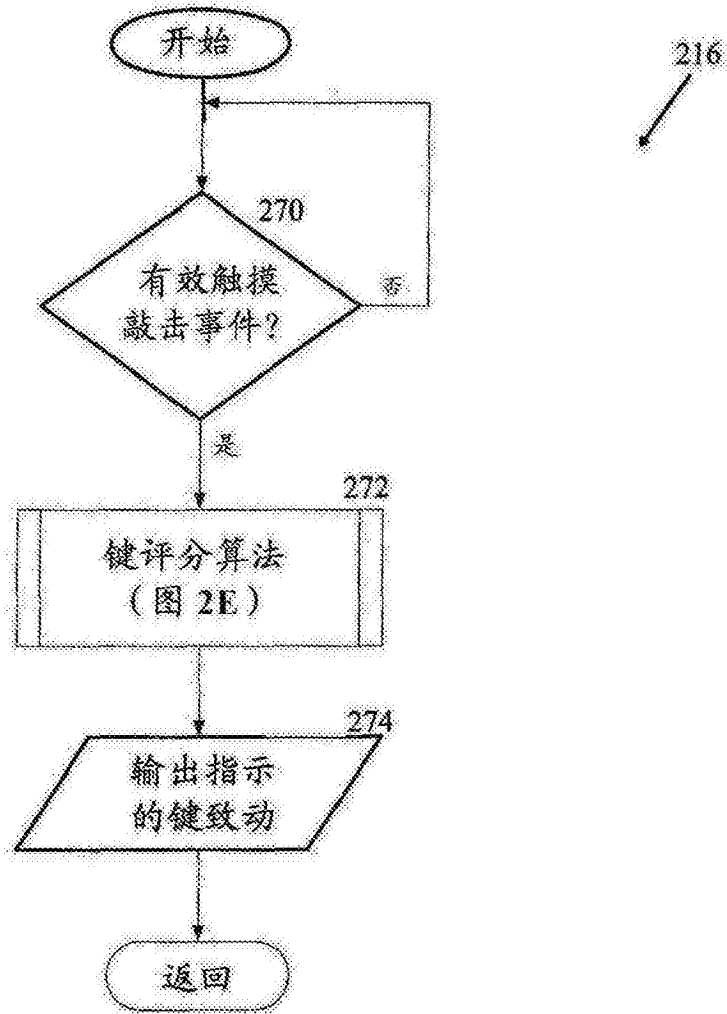 开始
216
270
有效触摸
敲击事件?
否
是
272
键评分算法
(图 2E)
274
输出指示
的键致动
返回